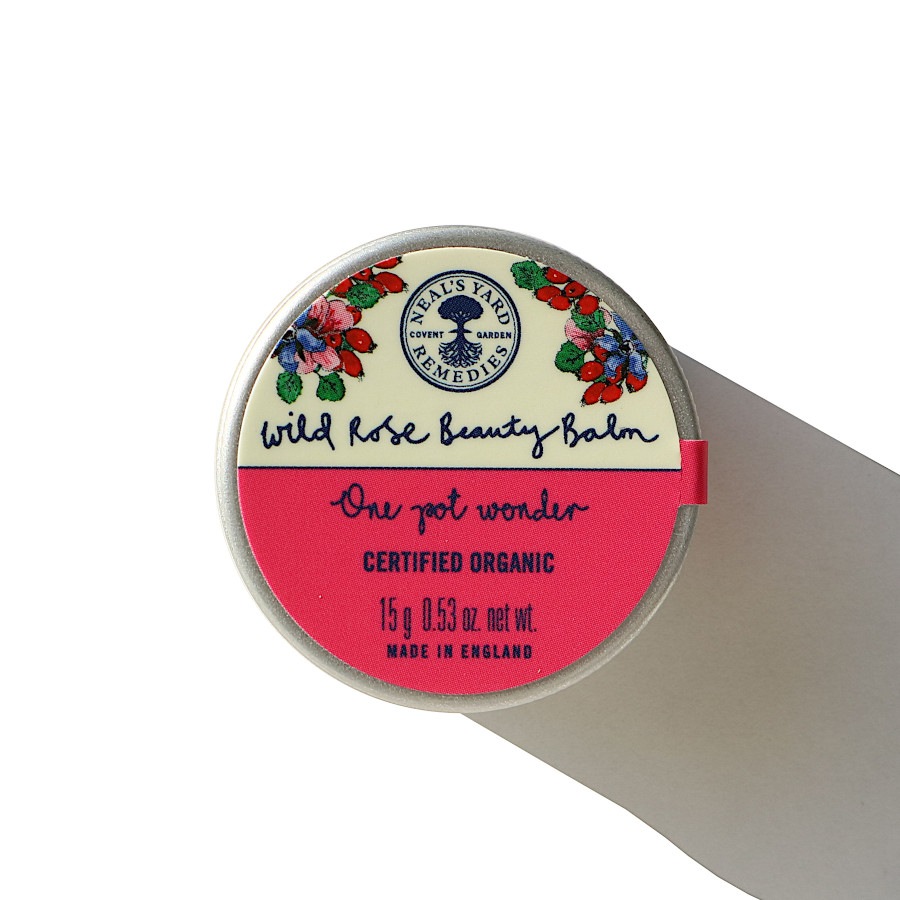 NEAL'S YARD
COVENT GARDEN
REMEDIES
Wild Rose Beauty Balm
One pot wonder
CERTIFIED ORGANIC
15 g 0.53 oz. net wt.
MADE IN ENGLAND